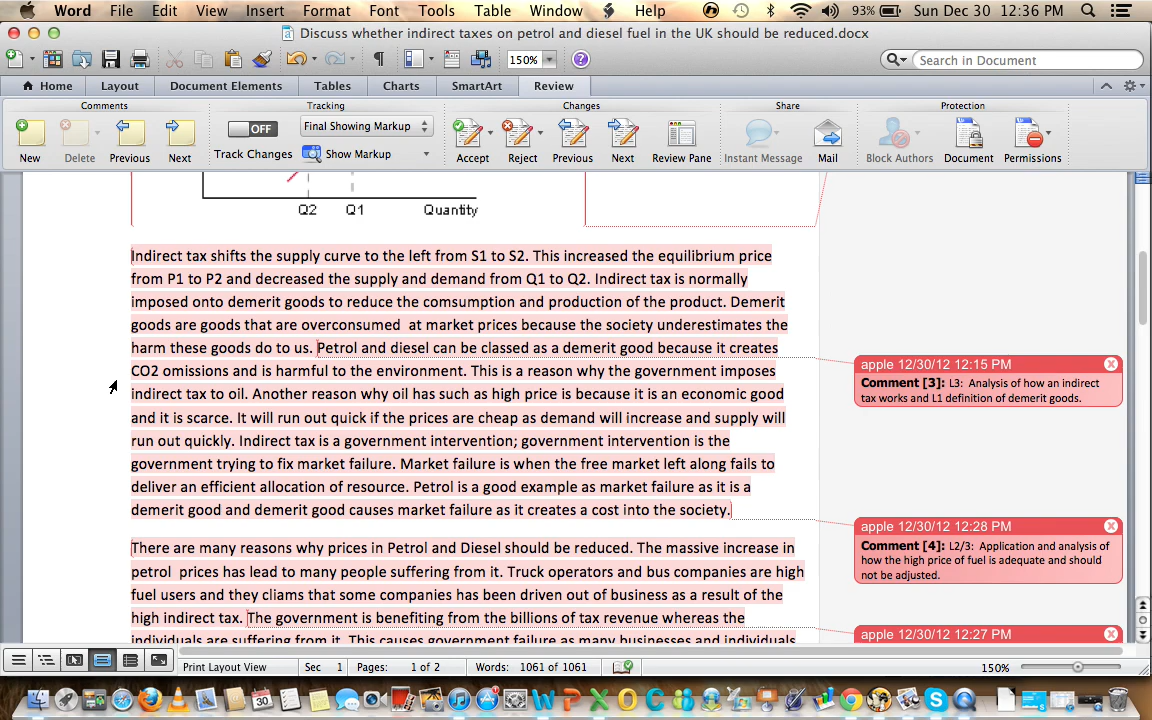 Word File Edit View Insert Format Font Tools Table Window Help 93% Sun Dec 30 12:36 PM
Discuss whether indirect taxes on petrol and diesel fuel in the UK should be reduced.docx
150% Search in Document
Home Layout Document Elements Tables Charts SmartArt Review
Comments Tracking Changes Share Protection
OFF Final Showing Markup
New Delete Previous Next Track Changes Show Markup Accept Reject Previous Next Review Pane Instant Message Mail Block Authors Document Permissions
Q2 Q1 Quantity
Indirect tax shifts the supply curve to the left from S1 to S2. This increased the equilibrium price
from P1 to P2 and decreased the supply and demand from Q1 to Q2. Indirect tax is normally
imposed onto demerit goods to reduce the comsumption and production of the product. Demerit
goods are goods that are overconsumed  at market prices because the society underestimates the
harm these goods do to us. Petrol and diesel can be classed as a demerit good because it creates
CO2 omissions and is harmful to the environment. This is a reason why the government imposes
indirect tax to oil. Another reason why oil has such as high price is because it is an economic good
and it is scarce. It will run out quick if the prices are cheap as demand will increase and supply will
run out quickly. Indirect tax is a government intervention; government intervention is the
government trying to fix market failure. Market failure is when the free market left along fails to
deliver an efficient allocation of resource. Petrol is a good example as market failure as it is a
demerit good and demerit good causes market failure as it creates a cost into the society.
There are many reasons why prices in Petrol and Diesel should be reduced. The massive increase in
petrol  prices has lead to many people suffering from it. Truck operators and bus companies are high
fuel users and they cliams that some companies has been driven out of business as a result of the
high indirect tax. The government is benefiting from the billions of tax revenue whereas the
individuals are suffering from it. This causes government failure as many businesses and individuals
apple 12/30/12 12:15 PM
Comment [3]: L3: Analysis of how an indirect
tax works and L1 definition of demerit goods.
apple 12/30/12 12:28 PM
Comment [4]: L2/3: Application and analysis of
how the high price of fuel is adequate and should
not be adjusted.
apple 12/30/12 12:27 PM
Print Layout View Sec 1 Pages: 1 of 2 Words: 1061 of 1061 150%